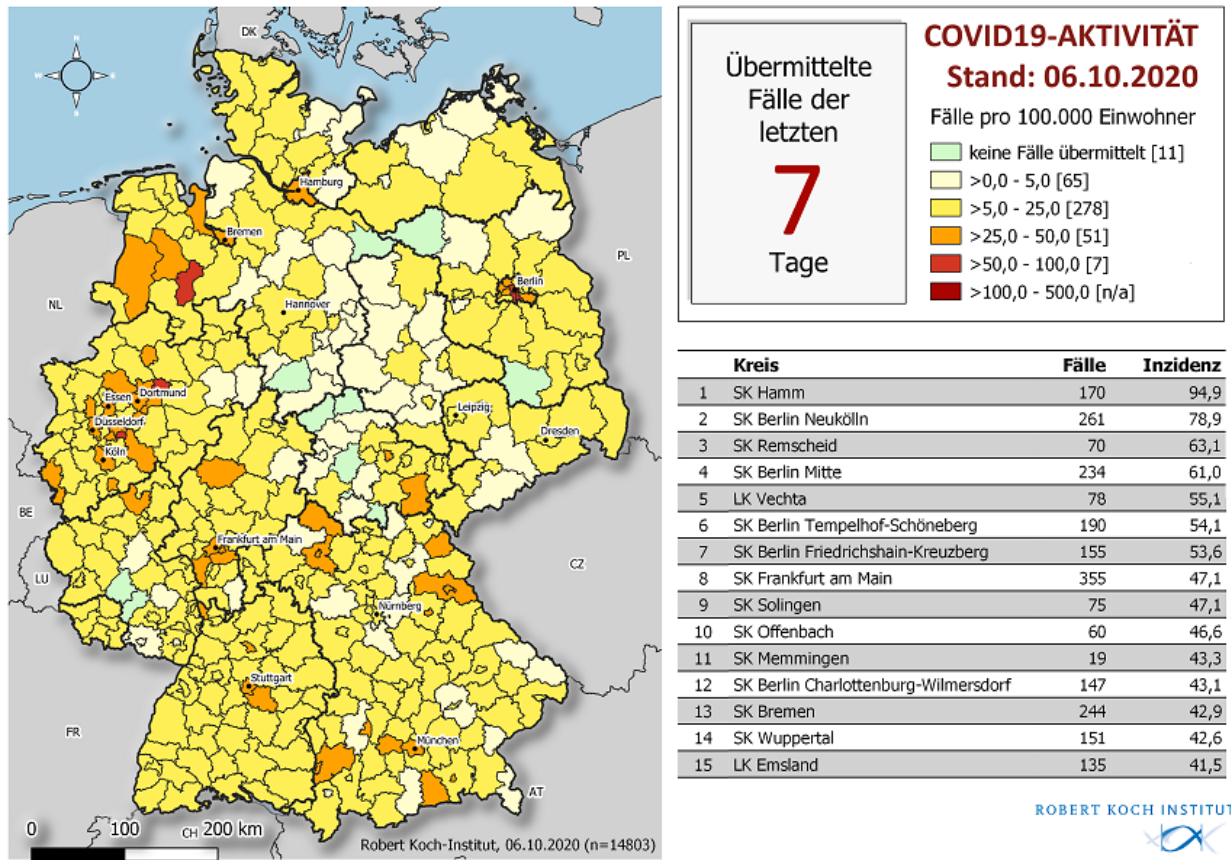 DK
N
W E
S
Hamburg
Bremen
PL
Berlin
NL
Hannover
Essen
Dortmund
Düsseldorf
Leipzig
Dresden
Köln
BE
Frankfurt am Main
CZ
LU
Nürnberg
Stuttgart
FR
München
AT
0 100 200 km
CH
Robert Koch-Institut, 06.10.2020 (n=14803)
Übermittelte
Fälle der
letzten
7
Tage
COVID19-AKTIVITÄT
Stand: 06.10.2020
Fälle pro 100.000 Einwohner
keine Fälle übermittelt [11]
>0,0 - 5,0 [65]
>5,0 - 25,0 [278]
>25,0 - 50,0 [51]
>50,0 - 100,0 [7]
>100,0 - 500,0 [n/a]
Kreis Fälle Inzidenz
1 SK Hamm 170 94,9
2 SK Berlin Neukölln 261 78,9
3 SK Remscheid 70 63,1
4 SK Berlin Mitte 234 61,0
5 LK Vechta 78 55,1
6 SK Berlin Tempelhof-Schöneberg 190 54,1
7 SK Berlin Friedrichshain-Kreuzberg 155 53,6
8 SK Frankfurt am Main 355 47,1
9 SK Solingen 75 47,1
10 SK Offenbach 60 46,6
11 SK Memmingen 19 43,3
12 SK Berlin Charlottenburg-Wilmersdorf 147 43,1
13 SK Bremen 244 42,9
14 SK Wuppertal 151 42,6
15 LK Emsland 135 41,5
ROBERT KOCH INSTITUT